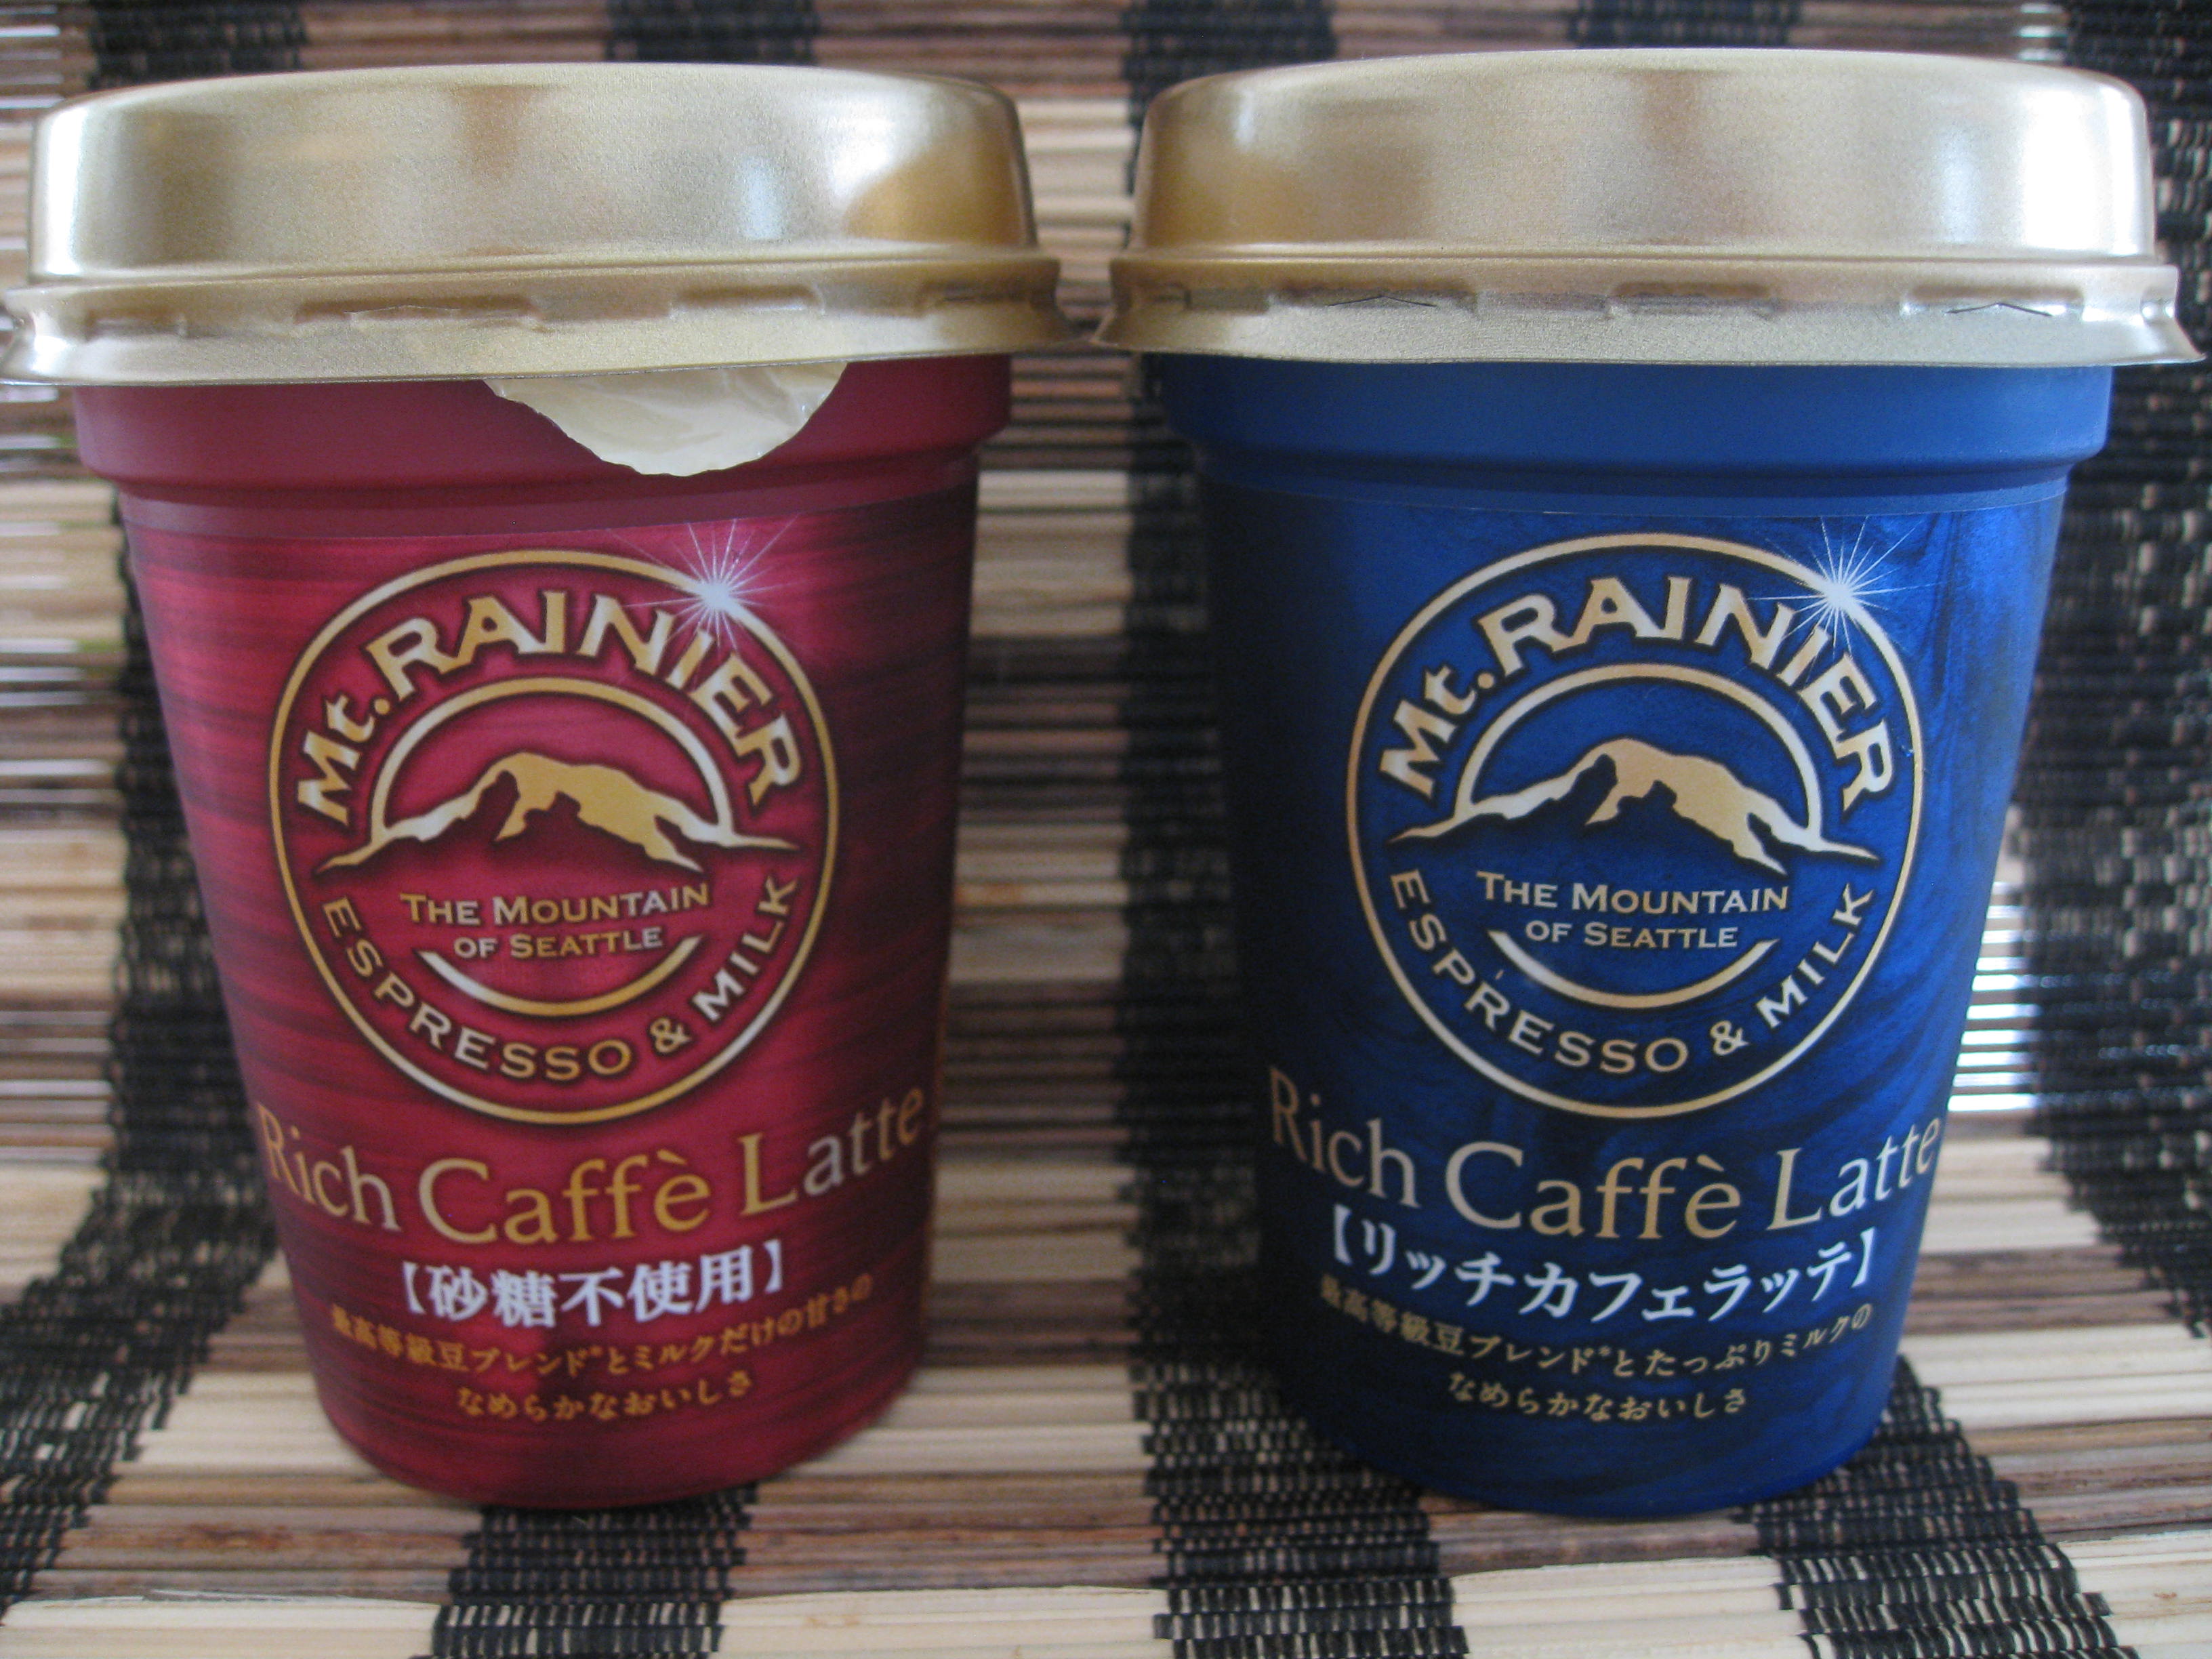 Mt. RAINIER
THE MOUNTAIN
OF SEATTLE
ESPRESSO & MILK
Rich Caffè Latte
【砂糖不使用】
最高等級豆ブレンド*とミルクだけの甘さの
なめらかなおいしさ
Mt. RAINIER
THE MOUNTAIN
OF SEATTLE
ESPRESSO & MILK
Rich Caffè Latte
【リッチカフェラッテ】
最高等級豆ブレンド*とたっぷりミルクの
なめらかなおいしさ